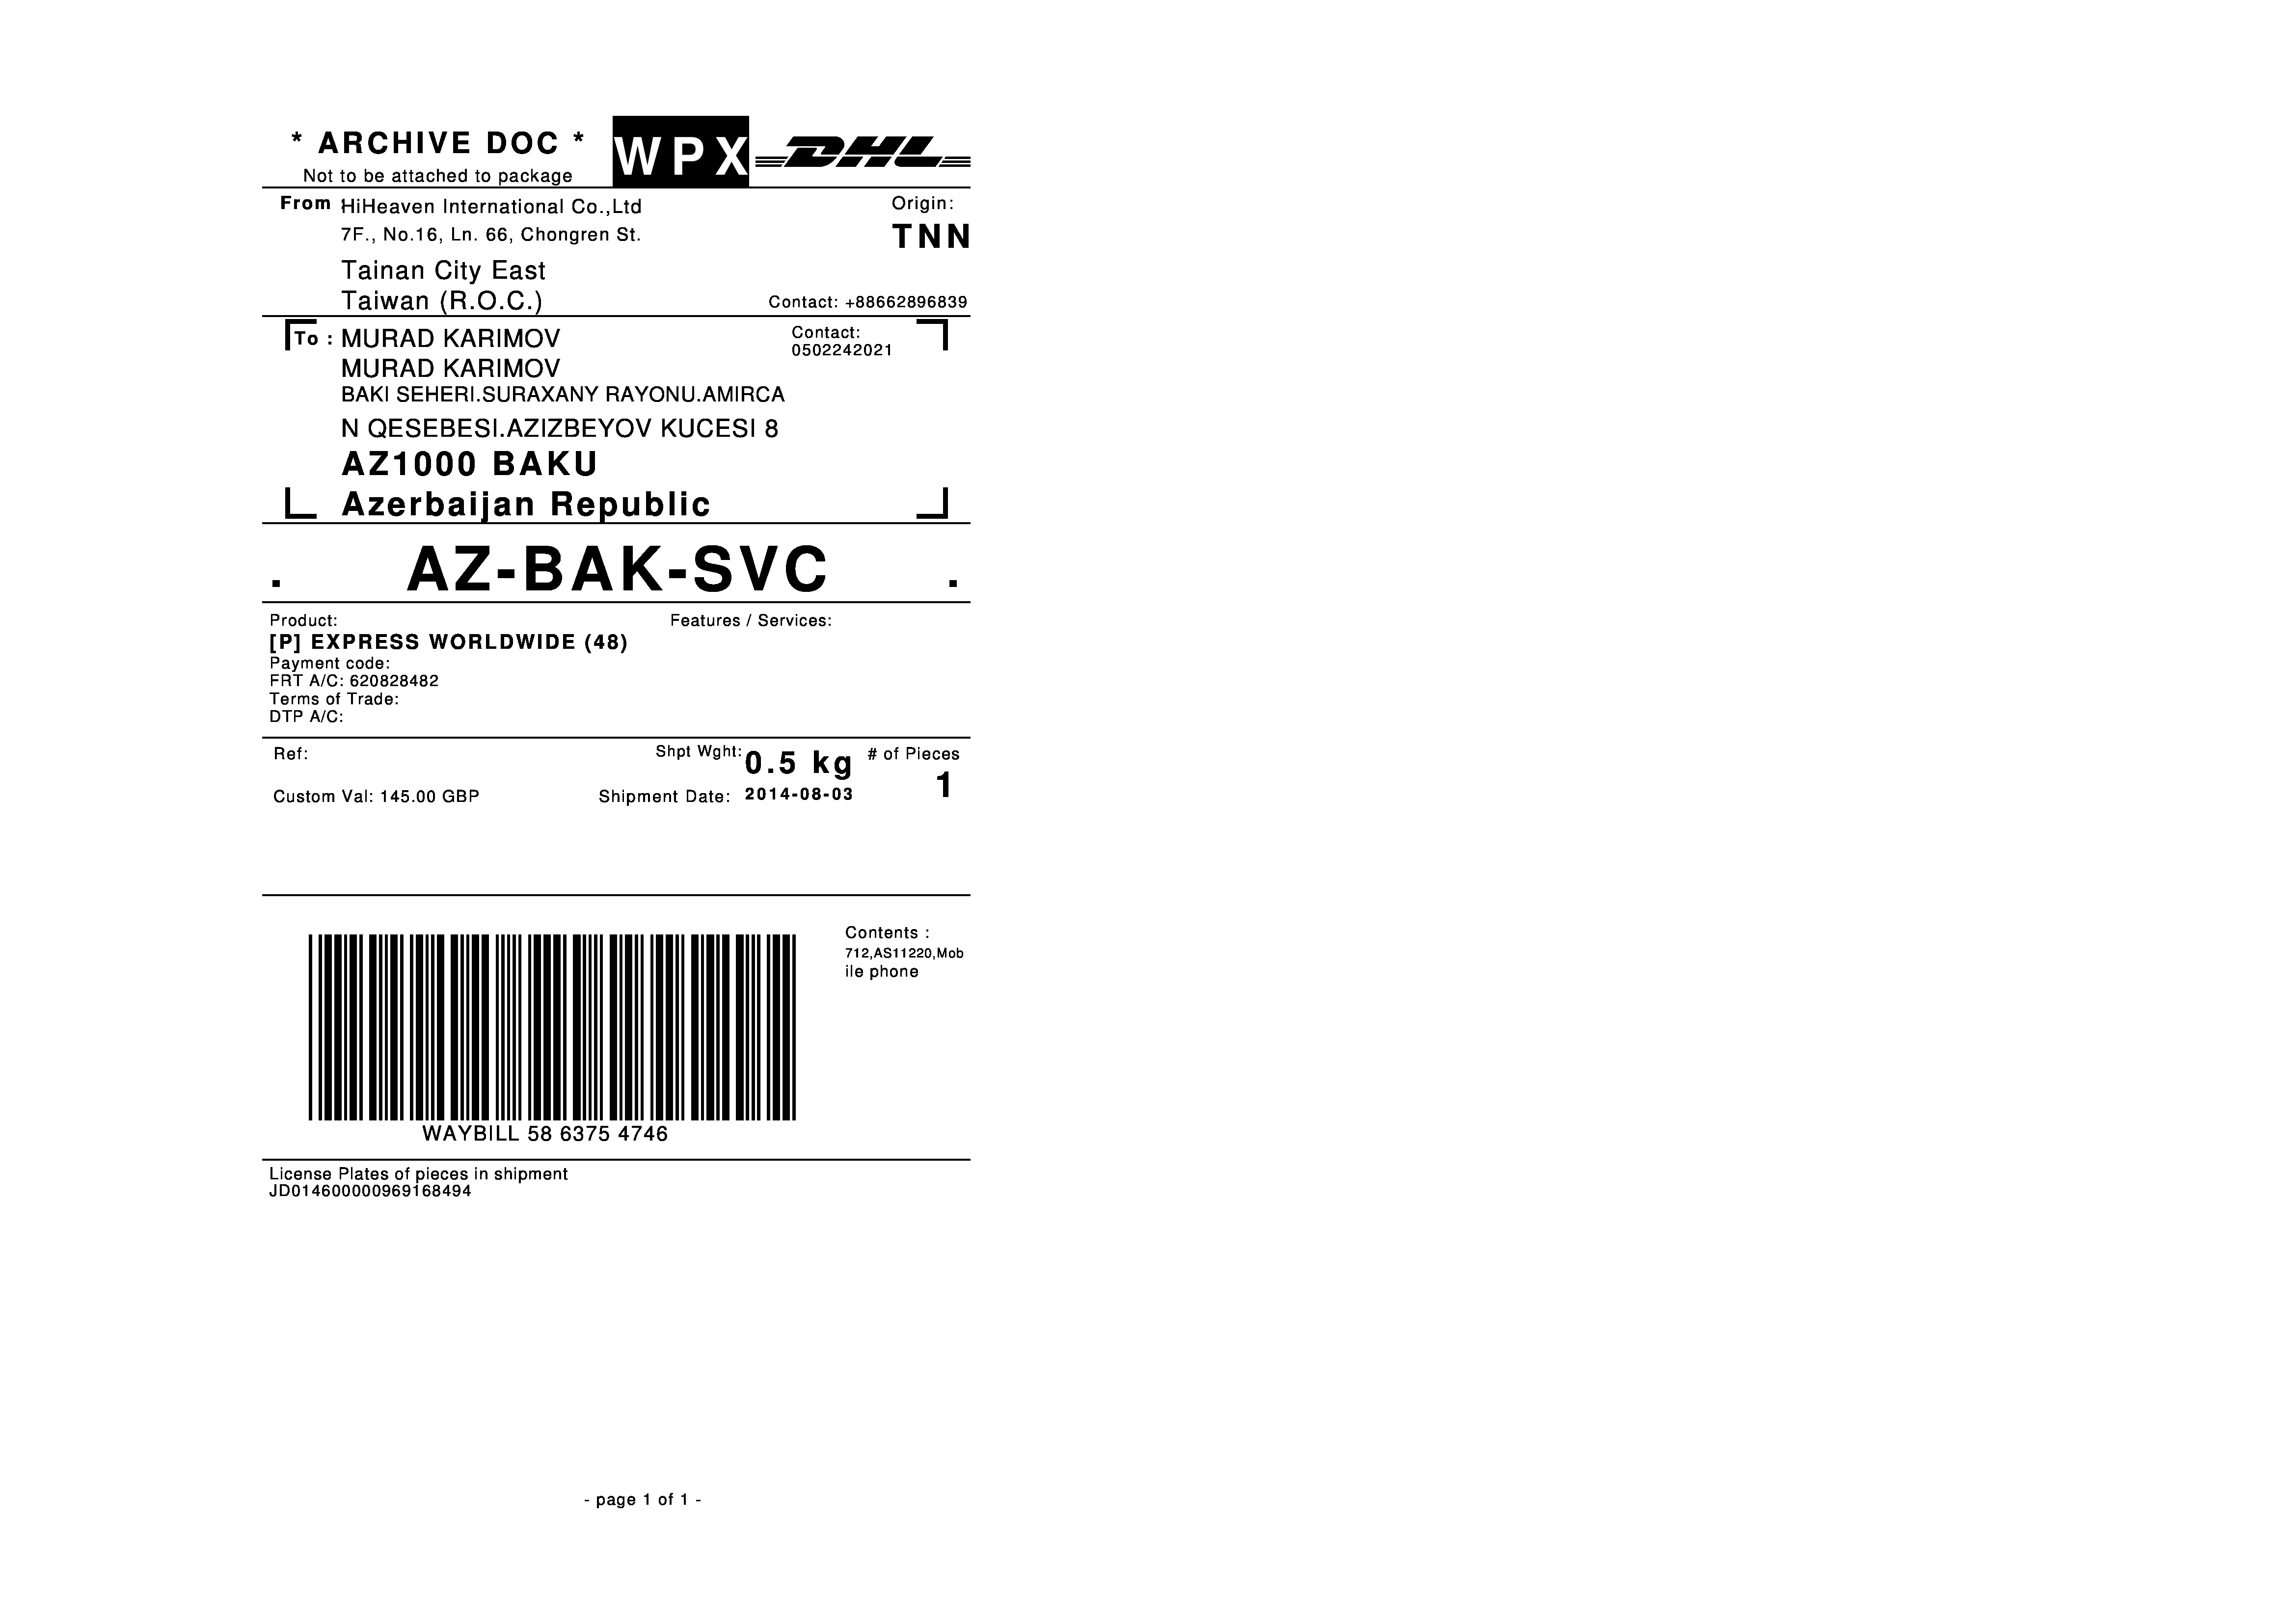 * ARCHIVE DOC *
Not to be attached to package
WPX
DHL
From : HiHeaven International Co.,Ltd
7F., No.16, Ln. 66, Chongren St.
Tainan City East
Taiwan (R.O.C.)
Origin:
TNN
Contact: +88662896839
To : MURAD KARIMOV
MURAD KARIMOV
BAKI SEHERI.SURAXANY RAYONU.AMIRCA
N QESEBESI.AZIZBEYOV KUCESI 8
AZ1000 BAKU
Azerbaijan Republic
Contact:
0502242021
. AZ-BAK-SVC .
Product:
[P] EXPRESS WORLDWIDE (48)
Payment code:
FRT A/C: 620828482
Terms of Trade:
DTP A/C:
Features / Services:
Ref:
Custom Val: 145.00 GBP
Shpt Wght: 0.5 kg
Shipment Date: 2014-08-03
# of Pieces
1
Contents :
712,AS11220,Mob
ile phone
WAYBILL 58 6375 4746
License Plates of pieces in shipment
JD014600000969168494
- page 1 of 1 -